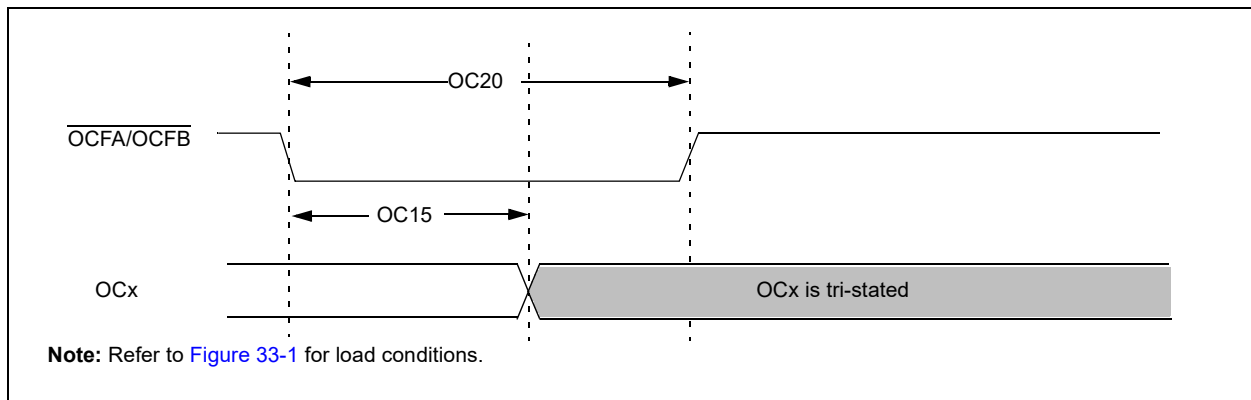 OC20
OCFA/OCFB
OC15
OCx
OCx is tri-stated
Note: Refer to Figure 33-1 for load conditions.